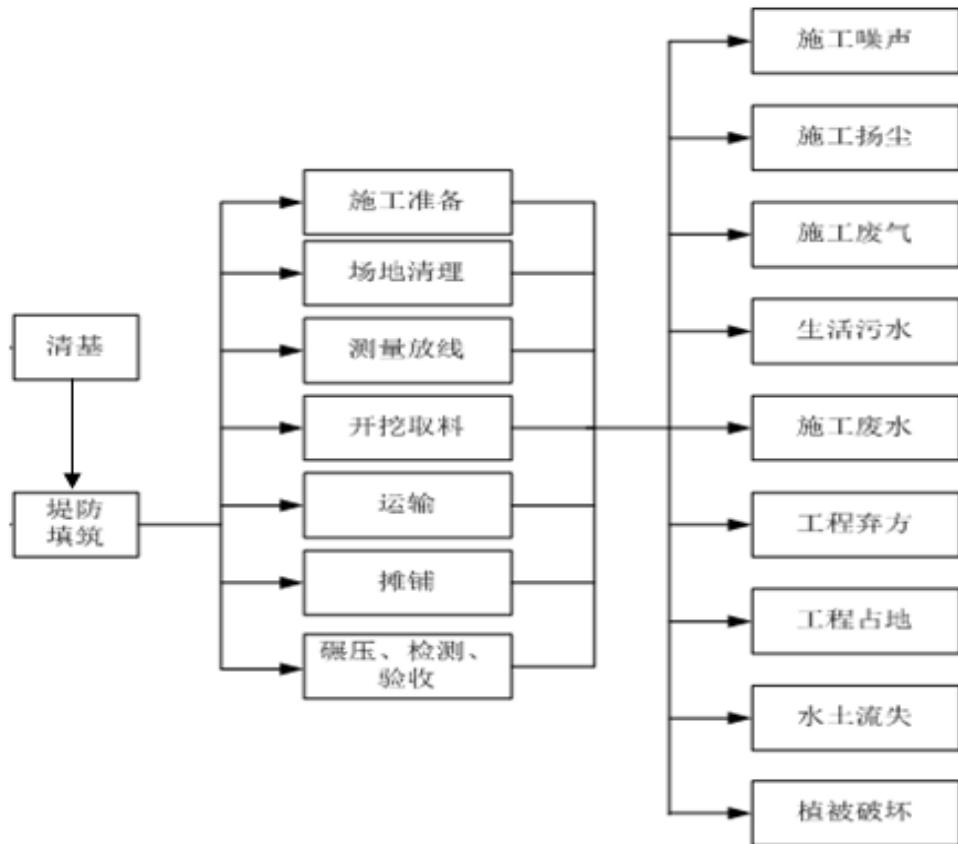 清基
堤防
填筑
施工准备
场地清理
测量放线
开挖取料
运输
摊铺
碾压、检测、
验收
施工噪声
施工扬尘
施工废气
生活污水
施工废水
工程弃方
工程占地
水土流失
植被破坏